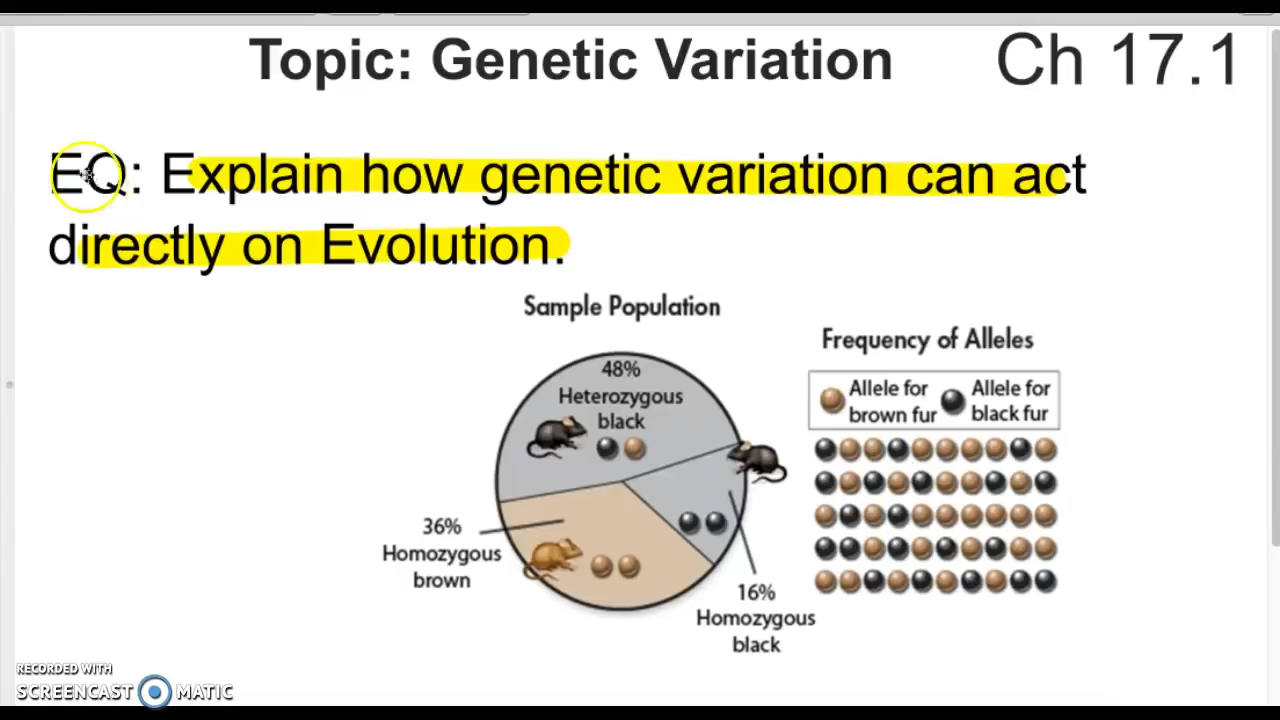 Topic: Genetic Variation
Ch 17.1
EQ: Explain how genetic variation can act
directly on Evolution.
Sample Population
48%
Heterozygous
black
36%
Homozygous
brown
16%
Homozygous
black
Frequency of Alleles
Allele for
brown fur
Allele for
black fur
RECORDED WITH
SCREENCAST MATIC